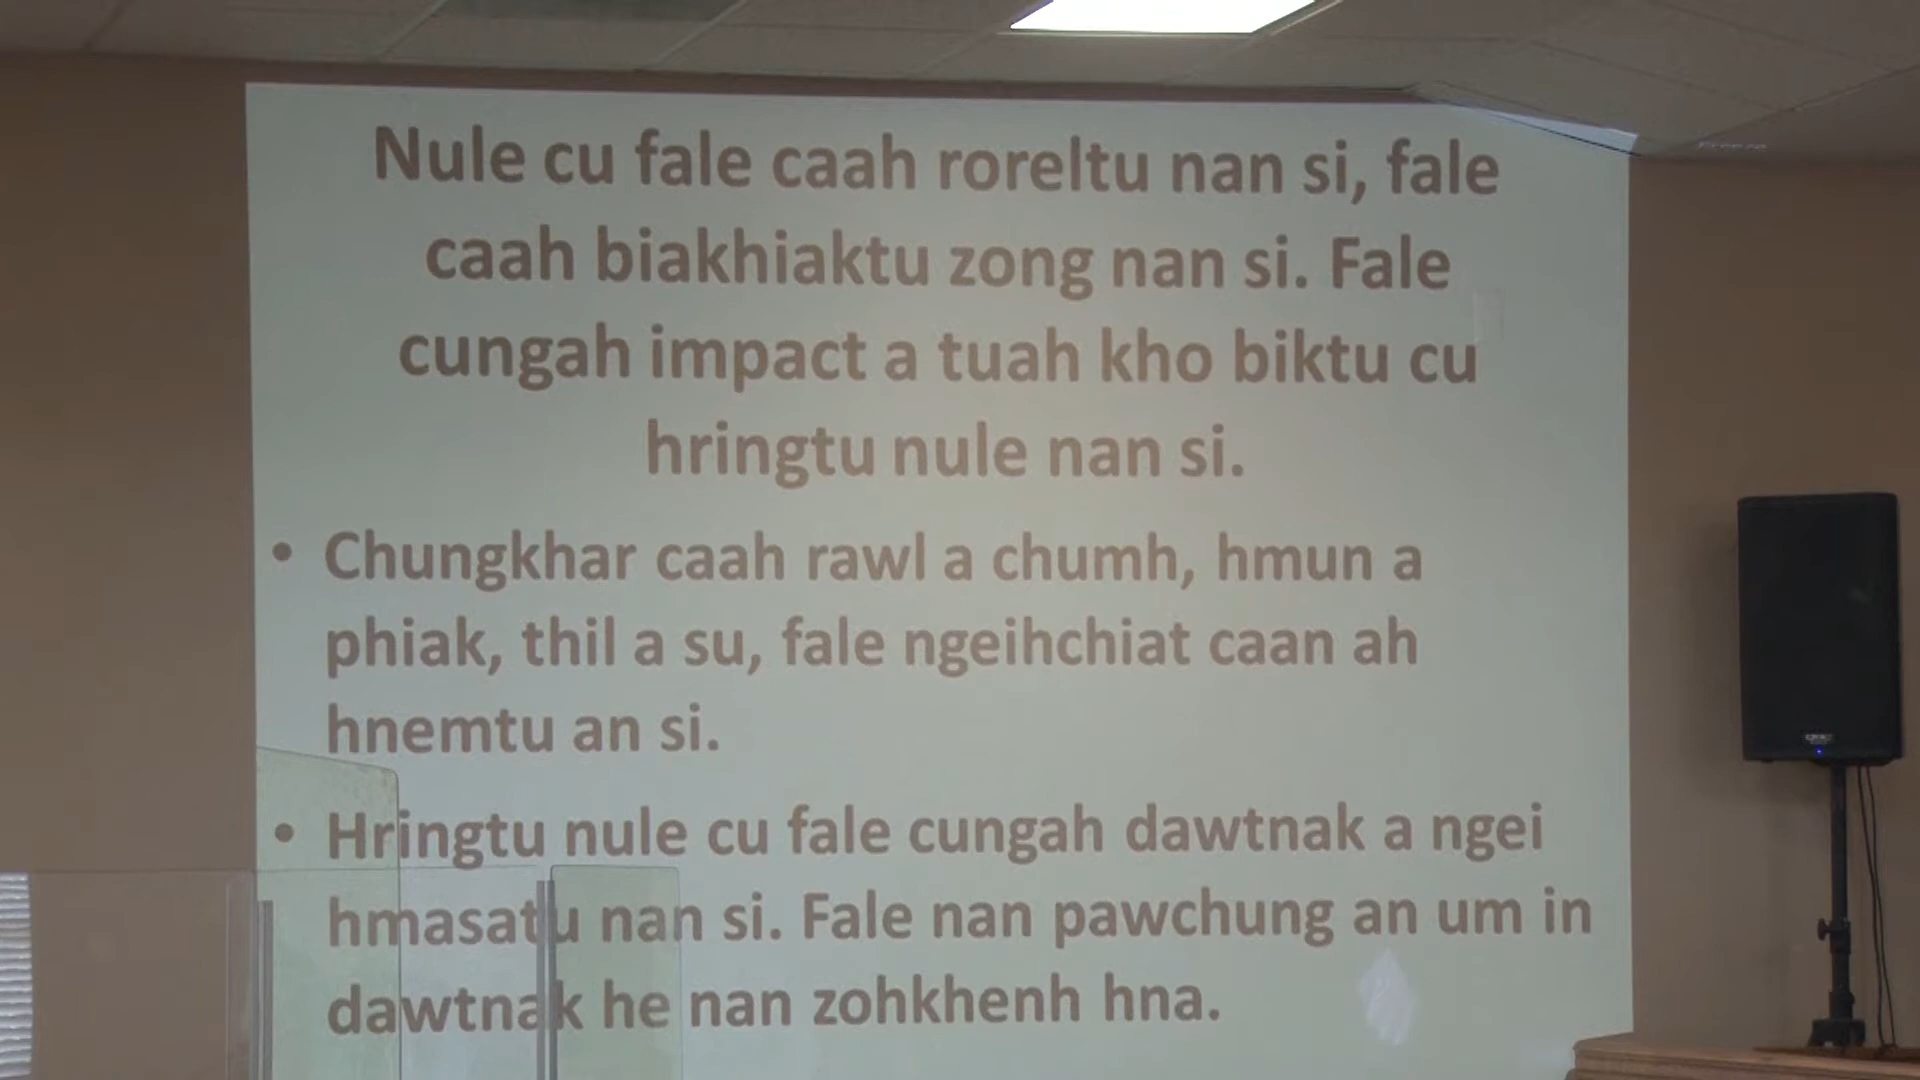 Nule cu fale caah roreltu nan si, fale
caah biakhiaktu zong nan si. Fale
cungah impact a tuah kho biktu cu
hringtu nule nan si.
• Chungkhar caah rawl a chumh, hmun a
phiak, thil a su, fale ngeihchiat caan ah
hnemtu an si.
• Hringtu nule cu fale cungah dawtnak a ngei
hmasatu nan si. Fale nan pawchung an um in
dawtnak he nan zohkhenh hna.
Freeze
QSC